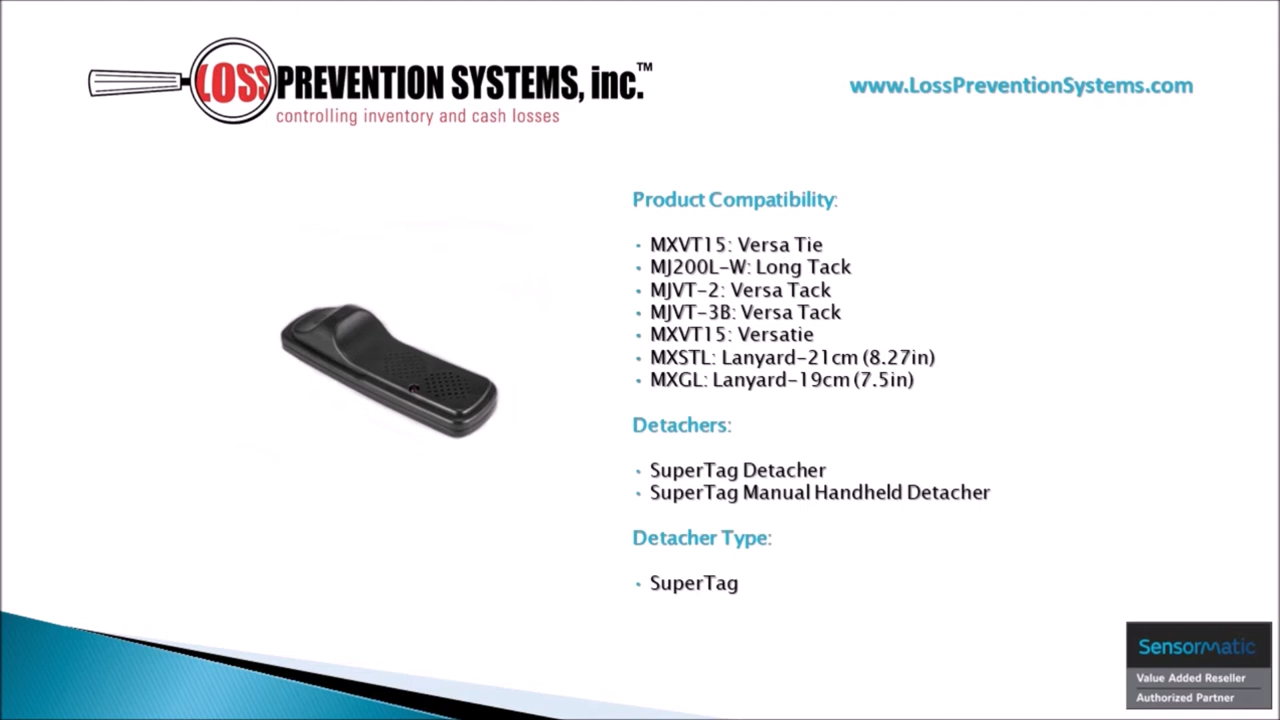 LOSS PREVENTION SYSTEMS, inc.™
controlling inventory and cash losses
www.LossPreventionSystems.com
Product Compatibility:
• MXVT15: Versa Tie
• MJ200L-W: Long Tack
• MJVT-2: Versa Tack
• MJVT-3B: Versa Tack
• MXVT15: Versatie
• MXSTL: Lanyard-21cm (8.27in)
• MXGL: Lanyard-19cm (7.5in)
Detachers:
• SuperTag Detacher
• SuperTag Manual Handheld Detacher
Detacher Type:
• SuperTag
Sensormatic
Value Added Reseller
Authorized Partner